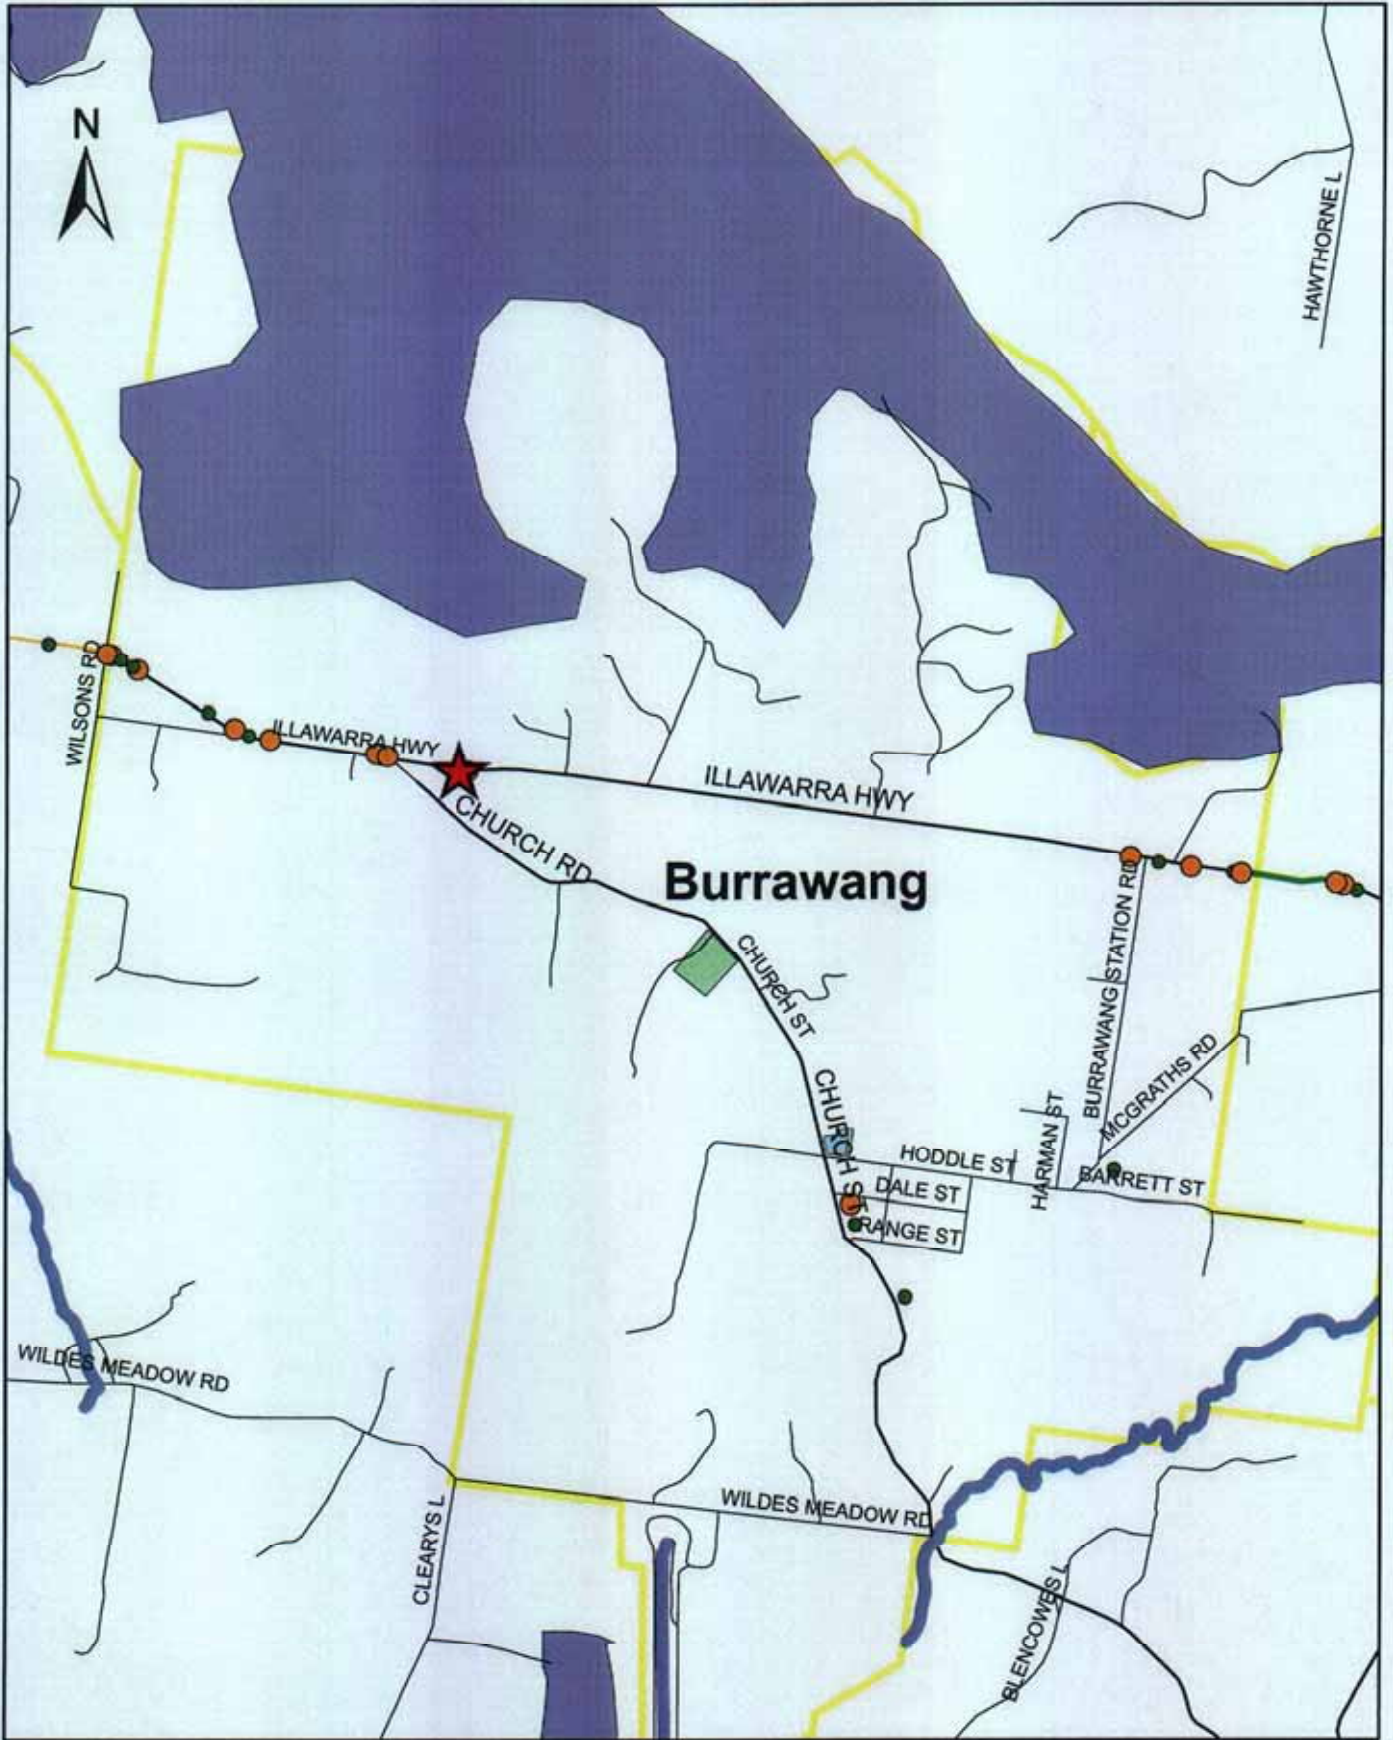 N
HAWTHORNE L
WILSONS RD
ILLAWARRA HWY
ILLAWARRA HWY
CHURCH RD
Burrawang
BURRAWANG STATION RD
CHURCH ST
MCGRATHS RD
CHURCH ST
HARMAN ST
HODDLE ST
BARRETT ST
DALE ST
RANGE ST
WILDES MEADOW RD
WILDES MEADOW RD
CLEARYS L
BLENCOWES L